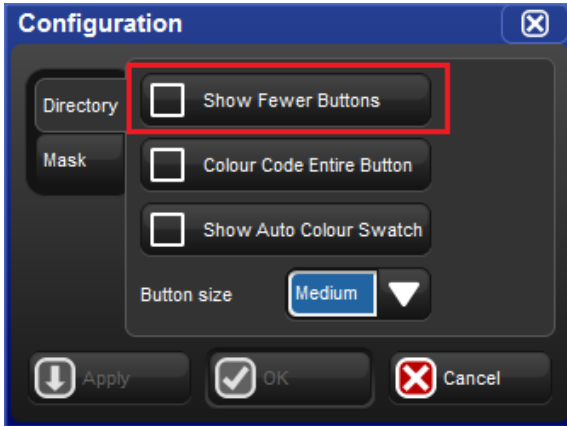 Configuration
Directory
Show Fewer Buttons
Mask
Colour Code Entire Button
Show Auto Colour Swatch
Button size
Medium
Apply
OK
Cancel